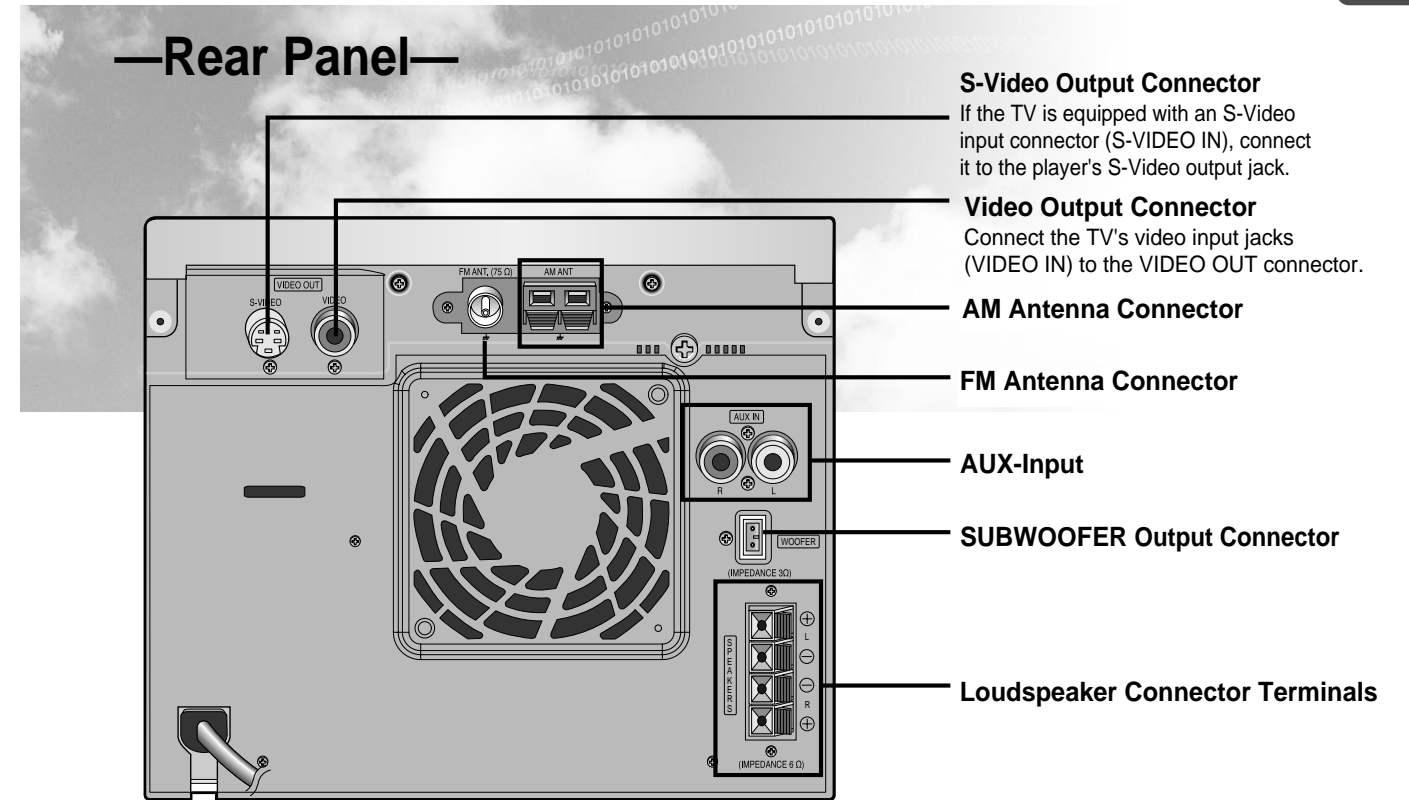 —Rear Panel—
S-Video Output Connector
If the TV is equipped with an S-Video
input connector (S-VIDEO IN), connect
it to the player's S-Video output jack.
Video Output Connector
Connect the TV's video input jacks
(VIDEO IN) to the VIDEO OUT connector.
AM Antenna Connector
FM Antenna Connector
AUX-Input
SUBWOOFER Output Connector
Loudspeaker Connector Terminals
VIDEO OUT
S-VIDEO
VIDEO
FM ANT. (75 Ω)
AM ANT
AUX IN
R
L
WOOFER
(IMPEDANCE 3Ω)
SPEAKERS
L
R
(IMPEDANCE 6 Ω)